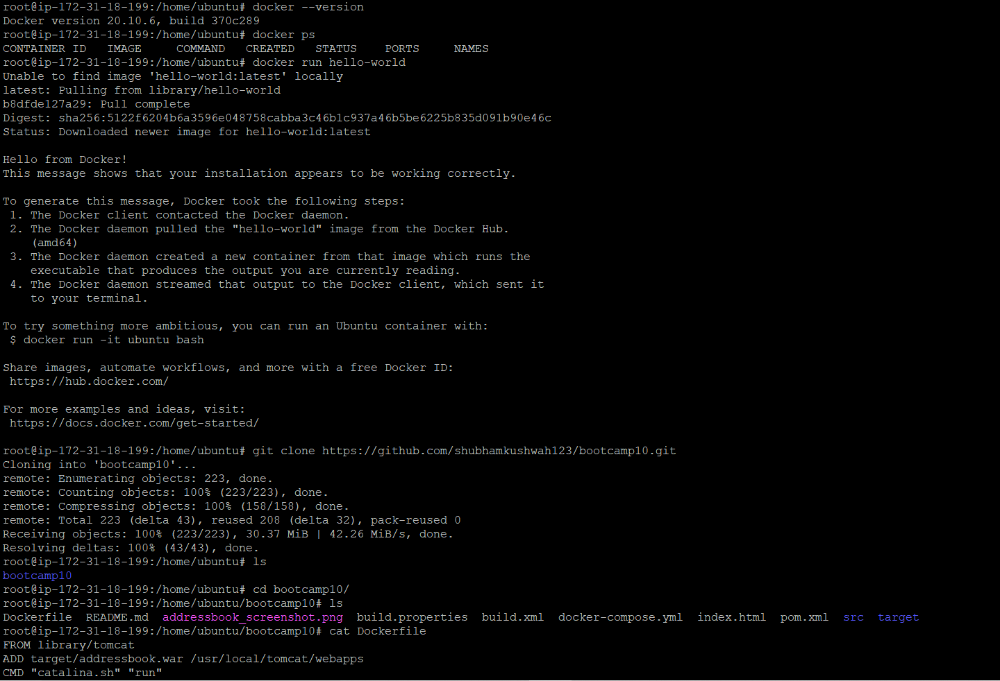 root@ip-172-31-18-199:/home/ubuntu# docker --version
Docker version 20.10.6, build 370c289
root@ip-172-31-18-199:/home/ubuntu# docker ps
CONTAINER ID   IMAGE     COMMAND   CREATED   STATUS    PORTS     NAMES
root@ip-172-31-18-199:/home/ubuntu# docker run hello-world
Unable to find image 'hello-world:latest' locally
latest: Pulling from library/hello-world
b8dfde127a29: Pull complete
Digest: sha256:5122f6204b6a3596e048758cabba3c46b1c937a46b5be6225b835d091b90e46c
Status: Downloaded newer image for hello-world:latest

Hello from Docker!
This message shows that your installation appears to be working correctly.

To generate this message, Docker took the following steps:
 1. The Docker client contacted the Docker daemon.
 2. The Docker daemon pulled the "hello-world" image from the Docker Hub.
    (amd64)
 3. The Docker daemon created a new container from that image which runs the
    executable that produces the output you are currently reading.
 4. The Docker daemon streamed that output to the Docker client, which sent it
    to your terminal.

To try something more ambitious, you can run an Ubuntu container with:
 $ docker run -it ubuntu bash

Share images, automate workflows, and more with a free Docker ID:
 https://hub.docker.com/

For more examples and ideas, visit:
 https://docs.docker.com/get-started/

root@ip-172-31-18-199:/home/ubuntu# git clone https://github.com/shubhamkushwah123/bootcamp10.git
Cloning into 'bootcamp10'...
remote: Enumerating objects: 223, done.
remote: Counting objects: 100% (223/223), done.
remote: Compressing objects: 100% (158/158), done.
remote: Total 223 (delta 43), reused 208 (delta 32), pack-reused 0
Receiving objects: 100% (223/223), 30.37 MiB | 42.26 MiB/s, done.
Resolving deltas: 100% (43/43), done.
root@ip-172-31-18-199:/home/ubuntu# ls
bootcamp10
root@ip-172-31-18-199:/home/ubuntu# cd bootcamp10/
root@ip-172-31-18-199:/home/ubuntu/bootcamp10# ls
Dockerfile  README.md  addressbook_screenshot.png  build.properties  build.xml  docker-compose.yml  index.html  pom.xml  src  target
root@ip-172-31-18-199:/home/ubuntu/bootcamp10# cat Dockerfile
FROM library/tomcat
ADD target/addressbook.war /usr/local/tomcat/webapps
CMD "catalina.sh" "run"